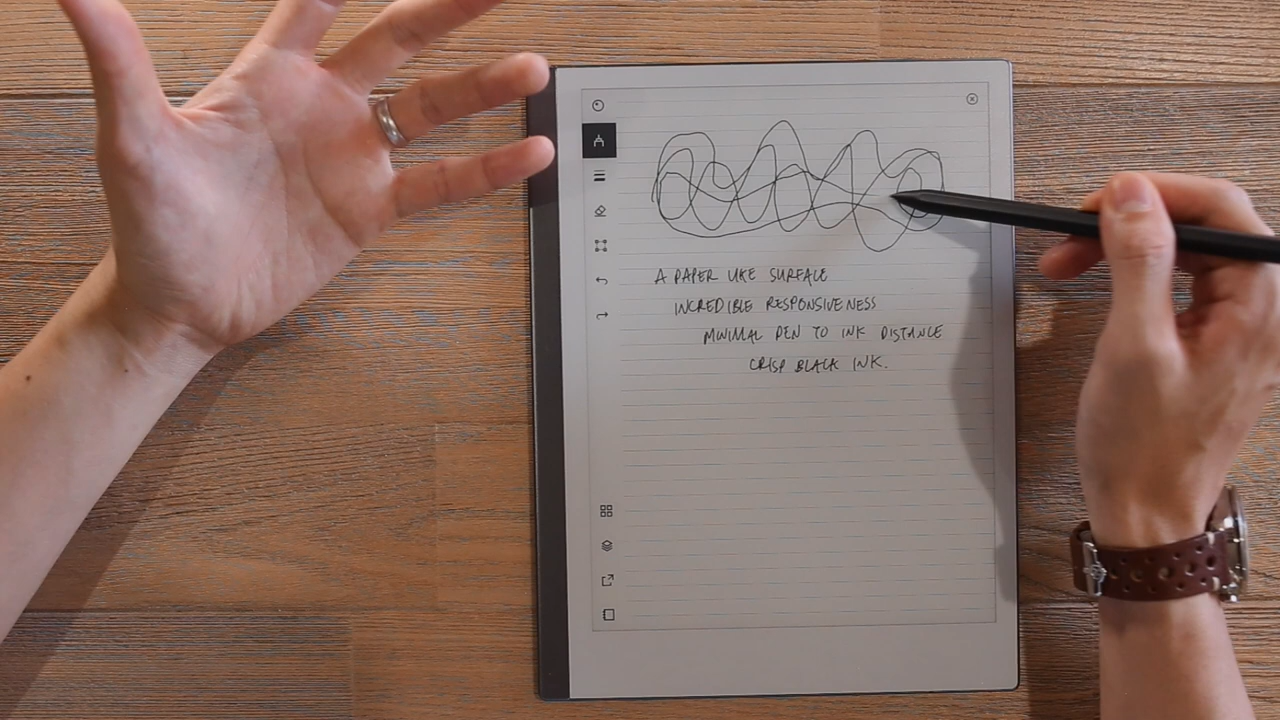 A PAPER LIKE SURFACE
INCREDIBLE RESPONSIVENESS
MINIMAL PEN TO INK DISTANCE
CRISP BLACK INK.